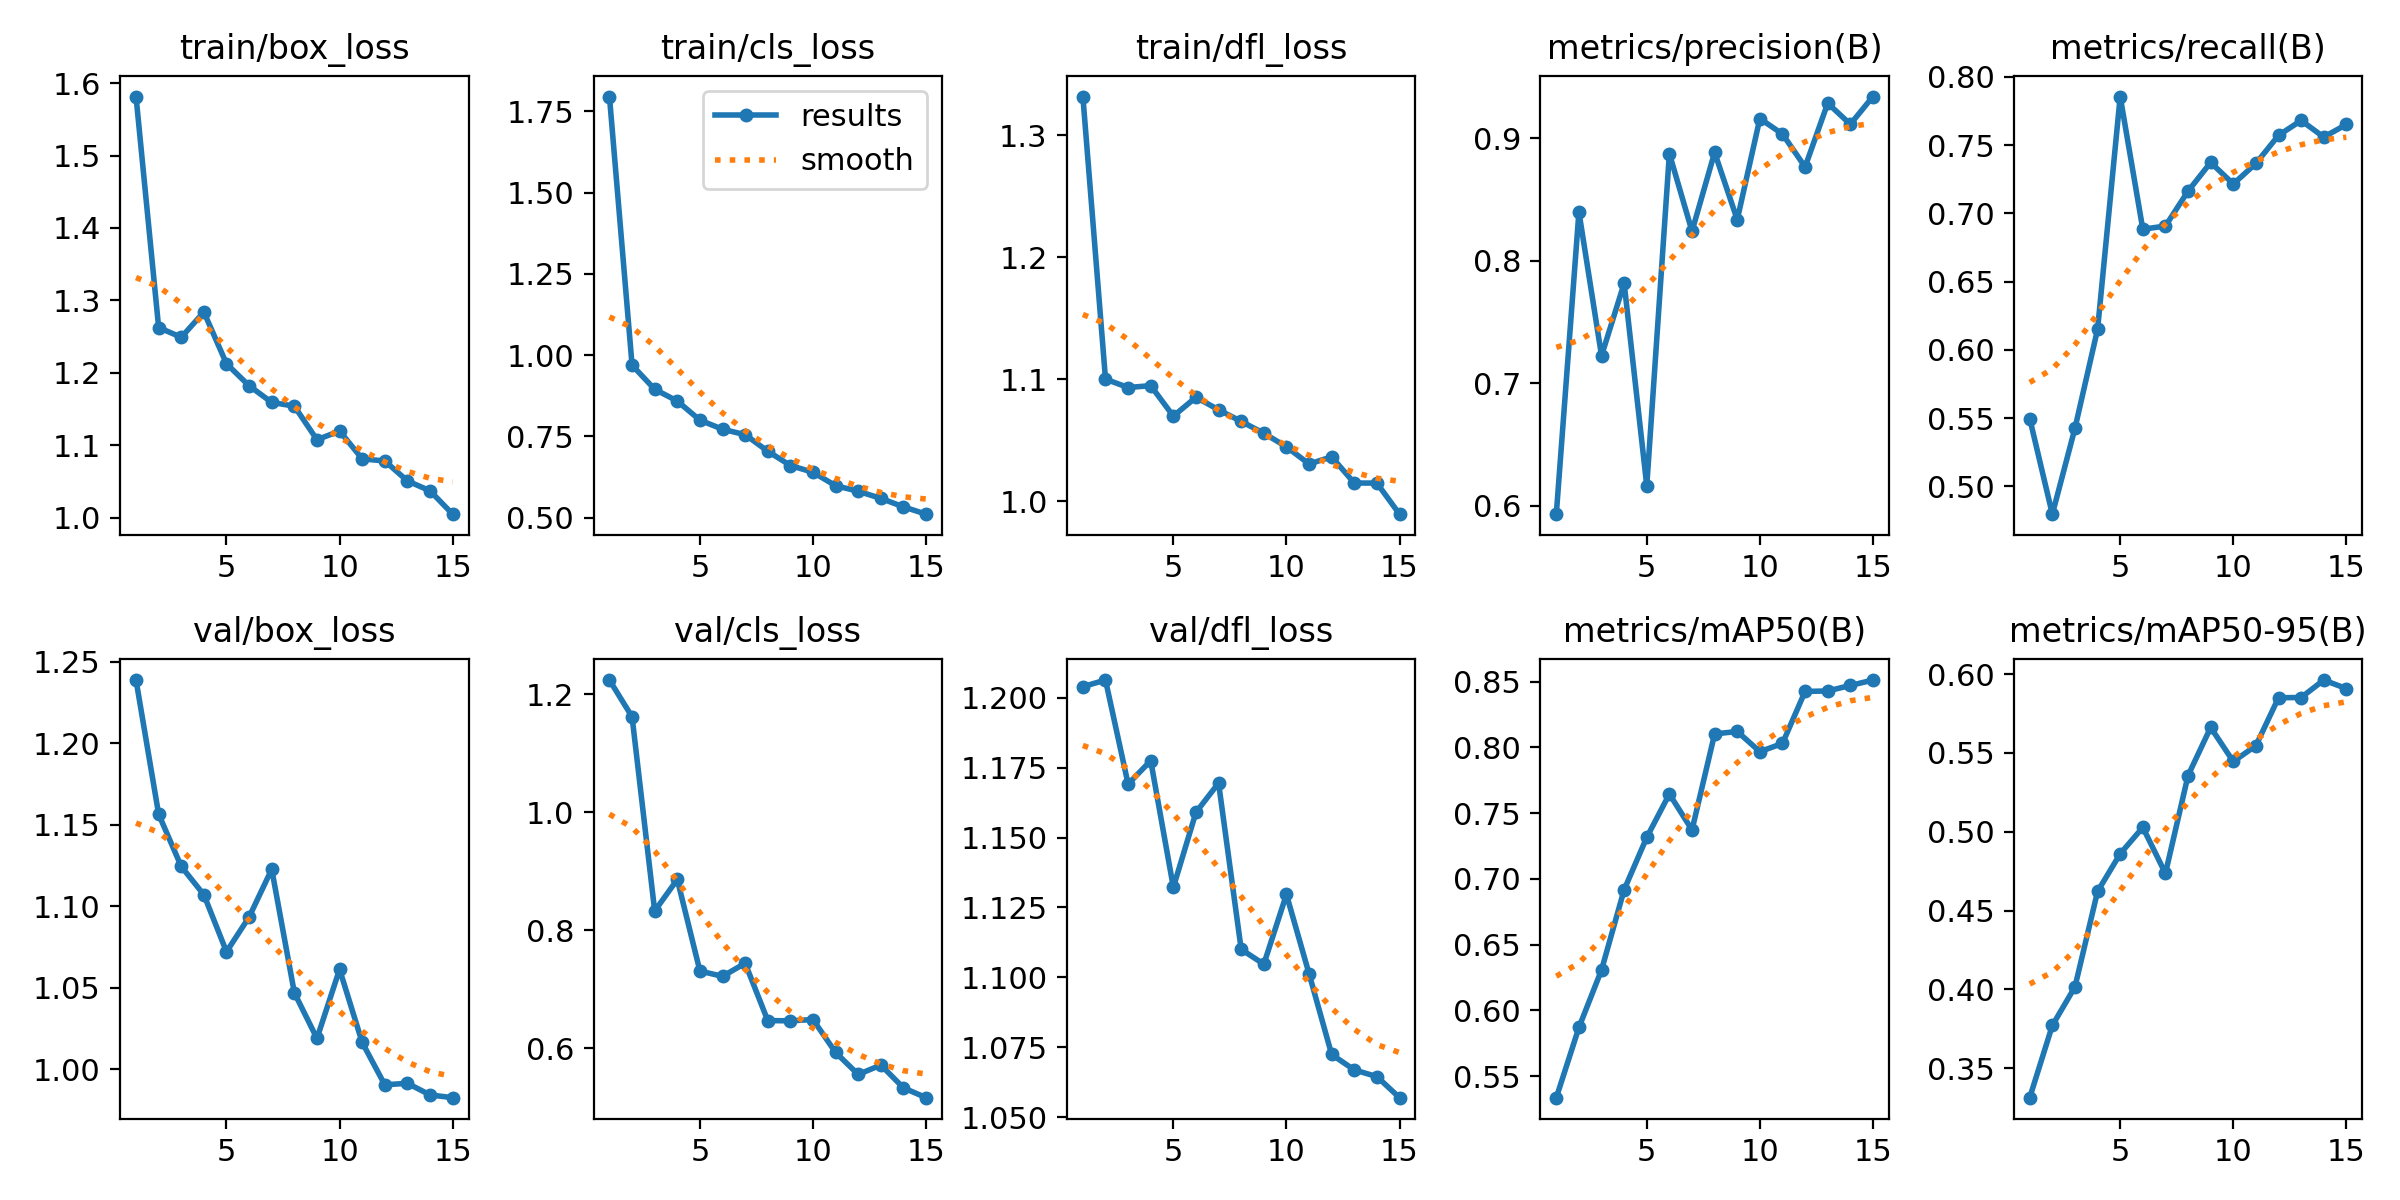 train/box_loss
1.6
1.5
1.4
1.3
1.2
1.1
1.0
5 10 15
train/cls_loss
results
smooth
1.75
1.50
1.25
1.00
0.75
0.50
5 10 15
train/dfl_loss
1.3
1.2
1.1
1.0
5 10 15
metrics/precision(B)
0.9
0.8
0.7
0.6
5 10 15
metrics/recall(B)
0.80
0.75
0.70
0.65
0.60
0.55
0.50
5 10 15
val/box_loss
1.25
1.20
1.15
1.10
1.05
1.00
5 10 15
val/cls_loss
1.2
1.0
0.8
0.6
5 10 15
val/dfl_loss
1.200
1.175
1.150
1.125
1.100
1.075
1.050
5 10 15
metrics/mAP50(B)
0.85
0.80
0.75
0.70
0.65
0.60
0.55
5 10 15
metrics/mAP50-95(B)
0.60
0.55
0.50
0.45
0.40
0.35
5 10 15